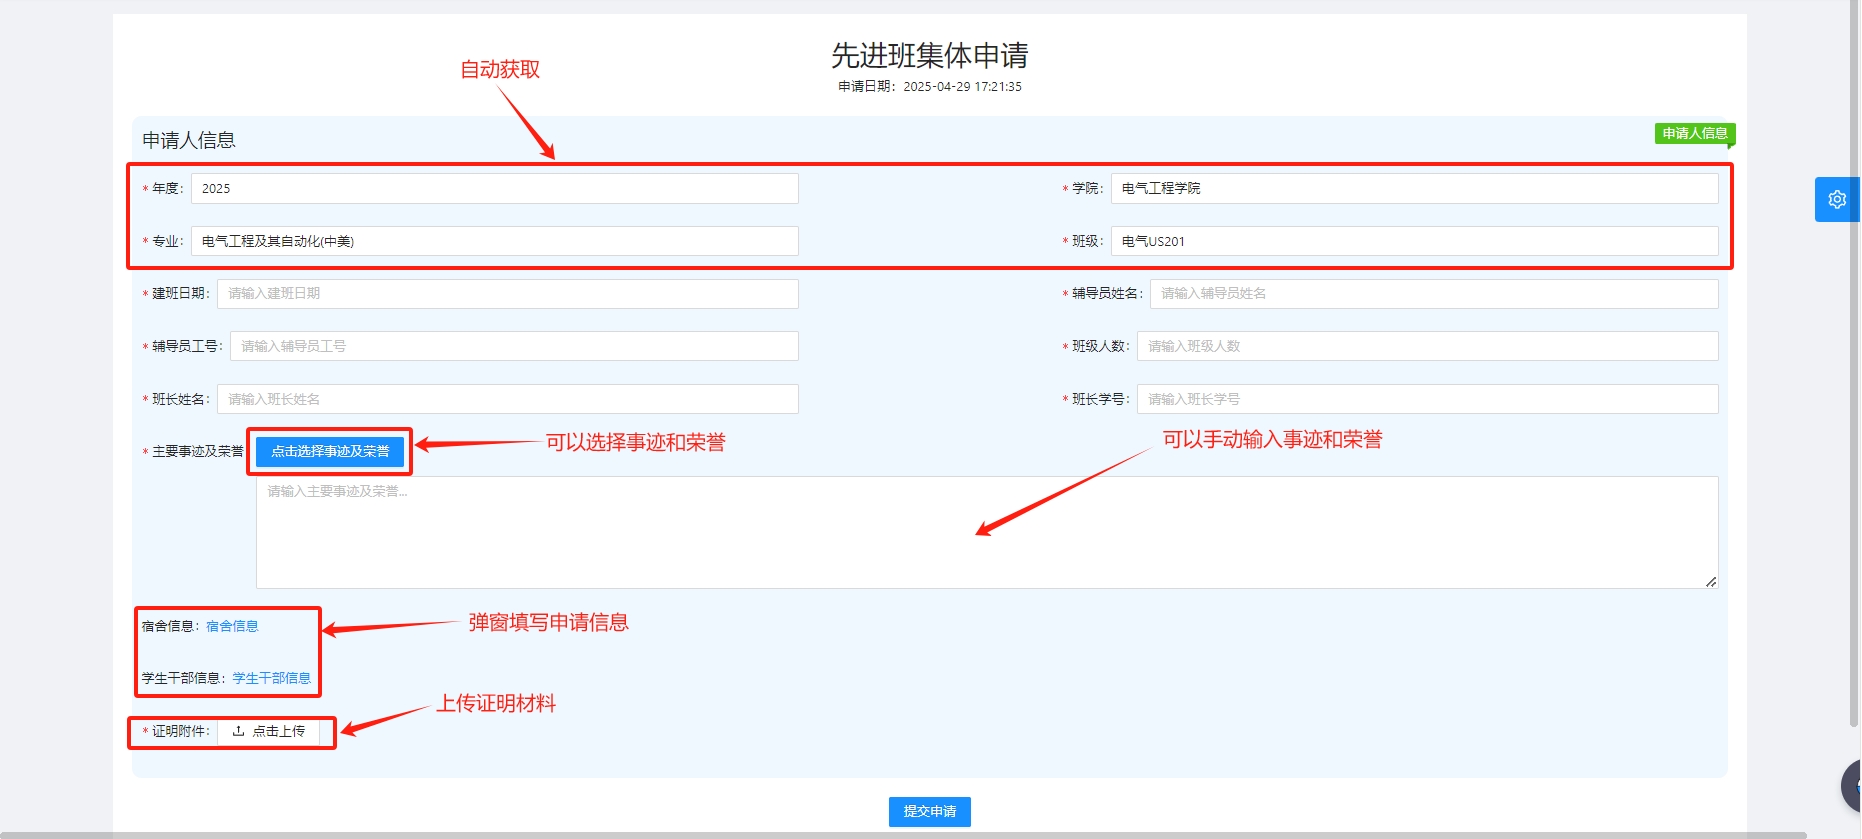 先进班集体申请
申请日期：2025-04-29 17:21:35
自动获取
申请人信息
申请人信息
* 年度： 2025
* 学院： 电气工程学院
* 专业： 电气工程及其自动化(中美)
* 班级： 电气US201
* 建班日期： 请输入建班日期
* 辅导员姓名： 请输入辅导员姓名
* 辅导员工号： 请输入辅导员工号
* 班级人数： 请输入班级人数
* 班长姓名： 请输入班长姓名
* 班长学号： 请输入班长学号
* 主要事迹及荣誉 点击选择事迹及荣誉
可以选择事迹和荣誉
可以手动输入事迹和荣誉
请输入主要事迹及荣誉...
宿舍信息： 宿舍信息
弹窗填写申请信息
学生干部信息： 学生干部信息
上传证明材料
* 证明附件： 点击上传
提交申请